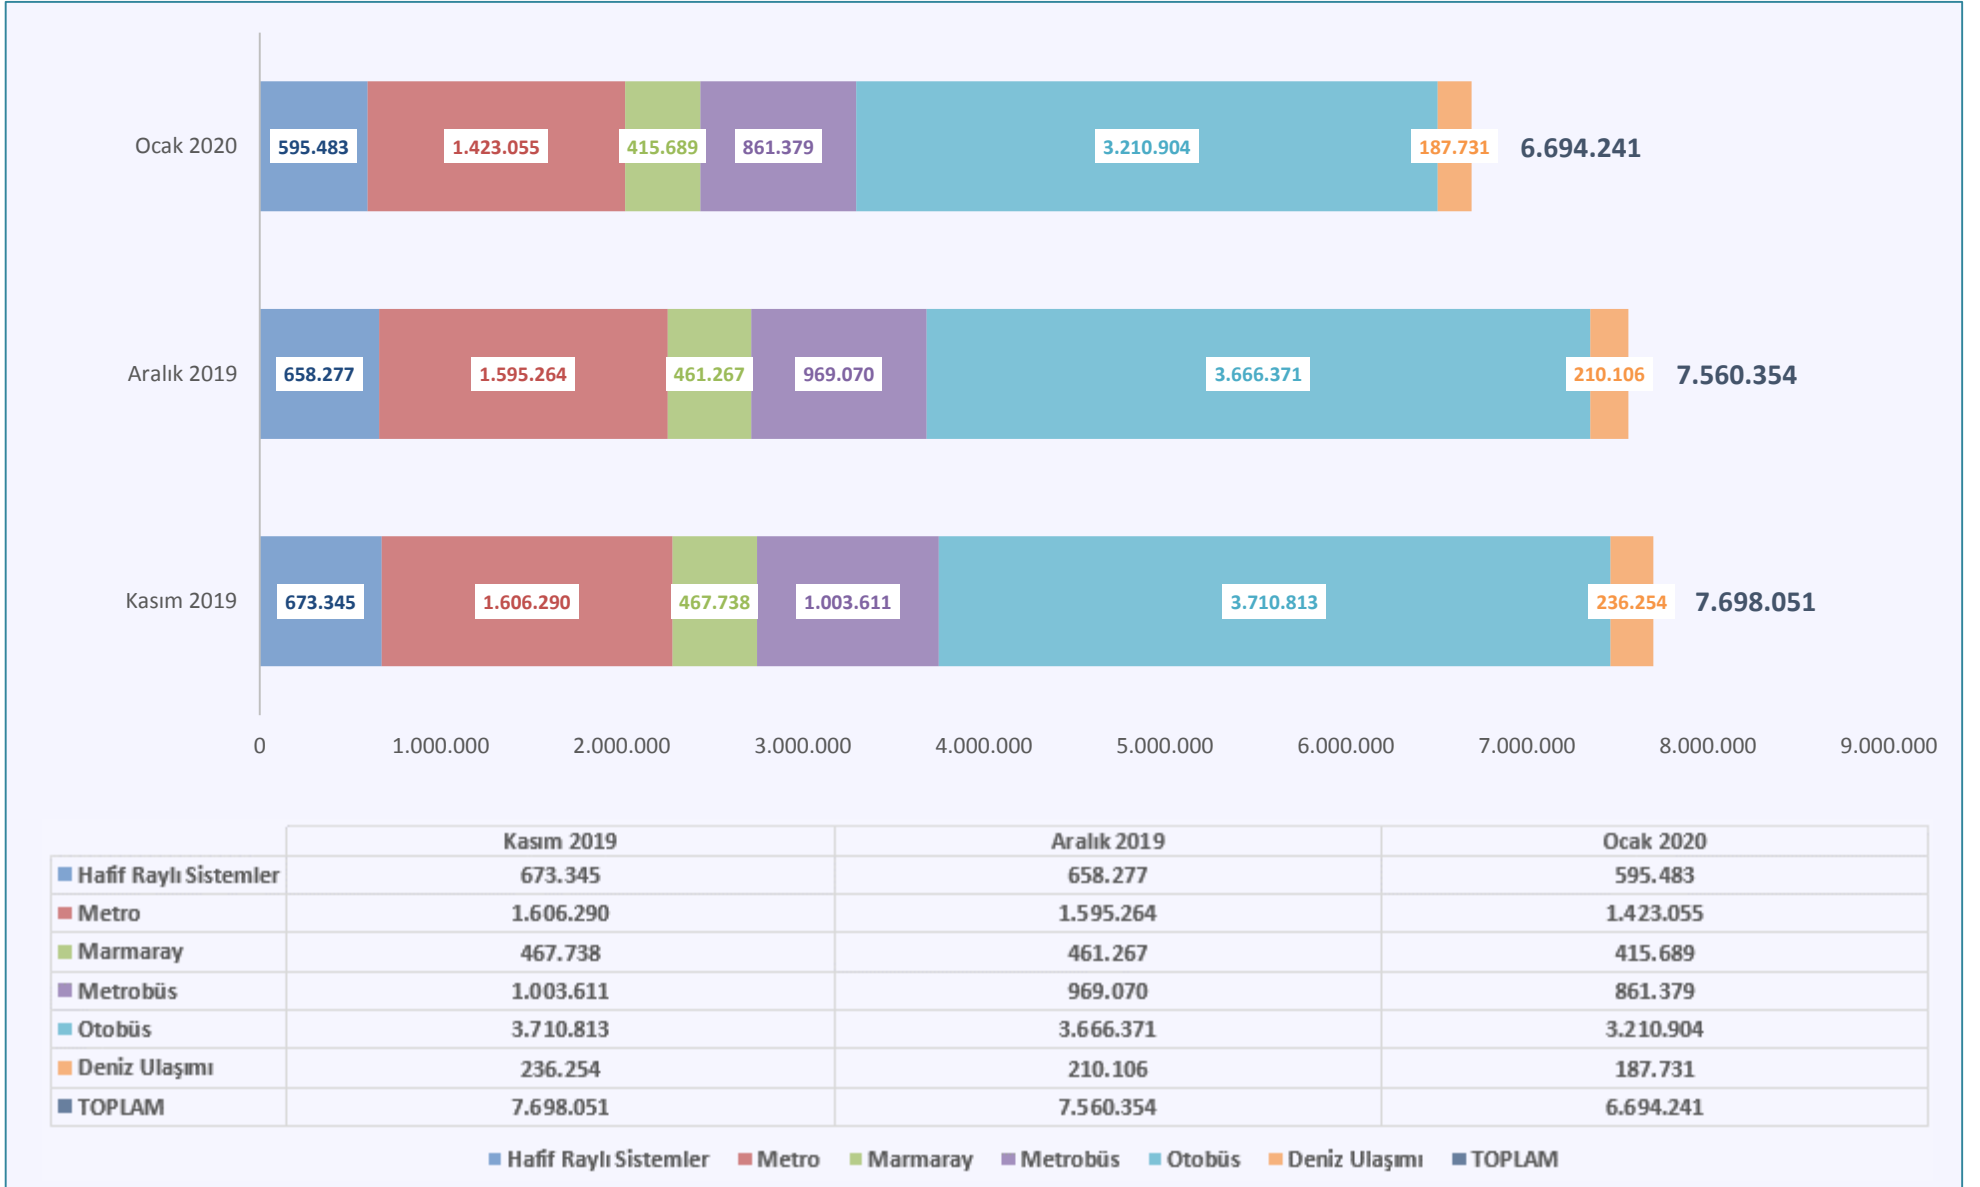 Ocak 2020 595.483 1.423.055 415.689 861.379 3.210.904 187.731 6.694.241
Aralık 2019 658.277 1.595.264 461.267 969.070 3.666.371 210.106 7.560.354
Kasım 2019 673.345 1.606.290 467.738 1.003.611 3.710.813 236.254 7.698.051
0 1.000.000 2.000.000 3.000.000 4.000.000 5.000.000 6.000.000 7.000.000 8.000.000 9.000.000
Kasım 2019 Aralık 2019 Ocak 2020
Hafif Raylı Sistemler 673.345 658.277 595.483
Metro 1.606.290 1.595.264 1.423.055
Marmaray 467.738 461.267 415.689
Metrobüs 1.003.611 969.070 861.379
Otobüs 3.710.813 3.666.371 3.210.904
Deniz Ulaşımı 236.254 210.106 187.731
TOPLAM 7.698.051 7.560.354 6.694.241
Hafif Raylı Sistemler Metro Marmaray Metrobüs Otobüs Deniz Ulaşımı TOPLAM